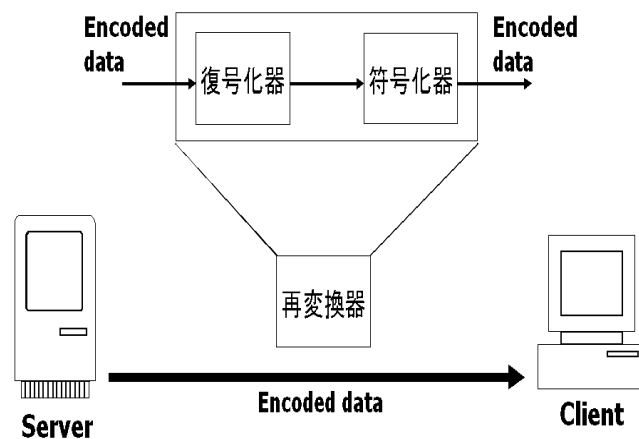 Encoded
data
復号化器
符号化器
Encoded
data
再変換器
Encoded data
Server
Client